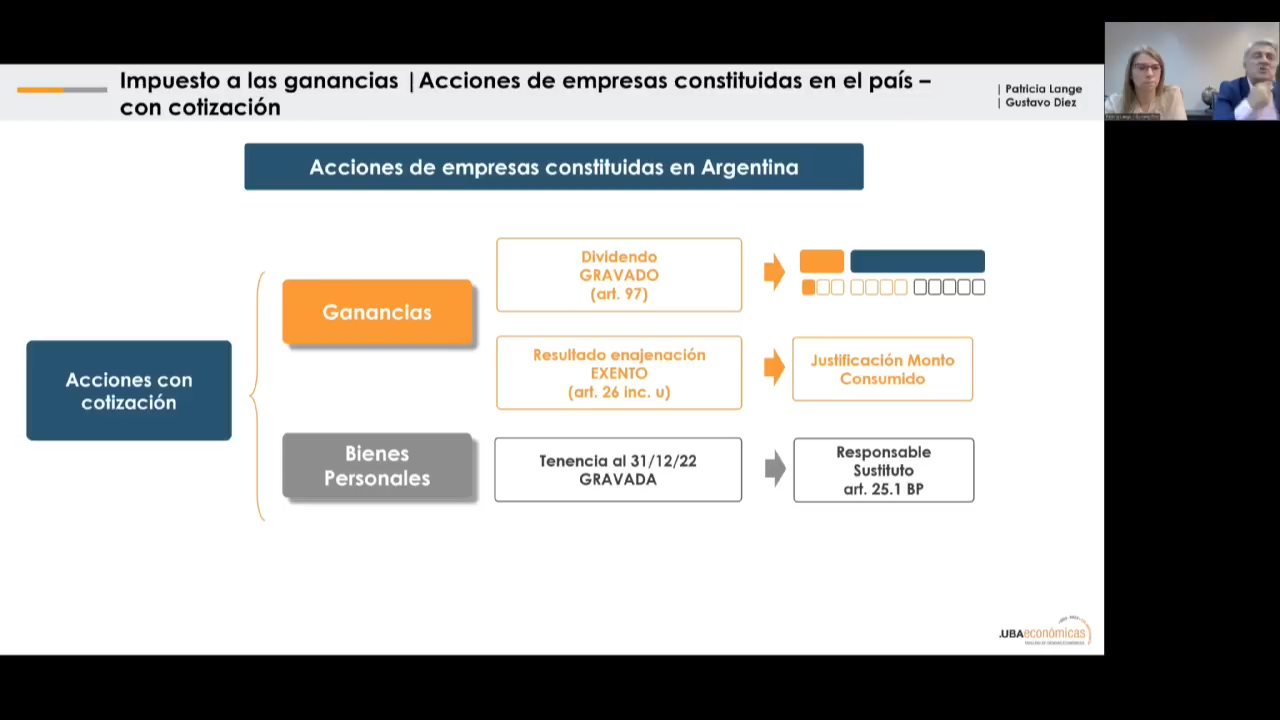 Impuesto a las ganancias |Acciones de empresas constituidas en el país –
con cotización
| Patricia Lange
| Gustavo Diez
Acciones de empresas constituidas en Argentina
Acciones con
cotización
Ganancias
Dividendo
GRAVADO
(art. 97)
Resultado enajenación
EXENTO
(art. 26 inc. u)
Justificación Monto
Consumido
Bienes
Personales
Tenencia al 31/12/22
GRAVADA
Responsable
Sustituto
art. 25.1 BP
.UBAeconómicas